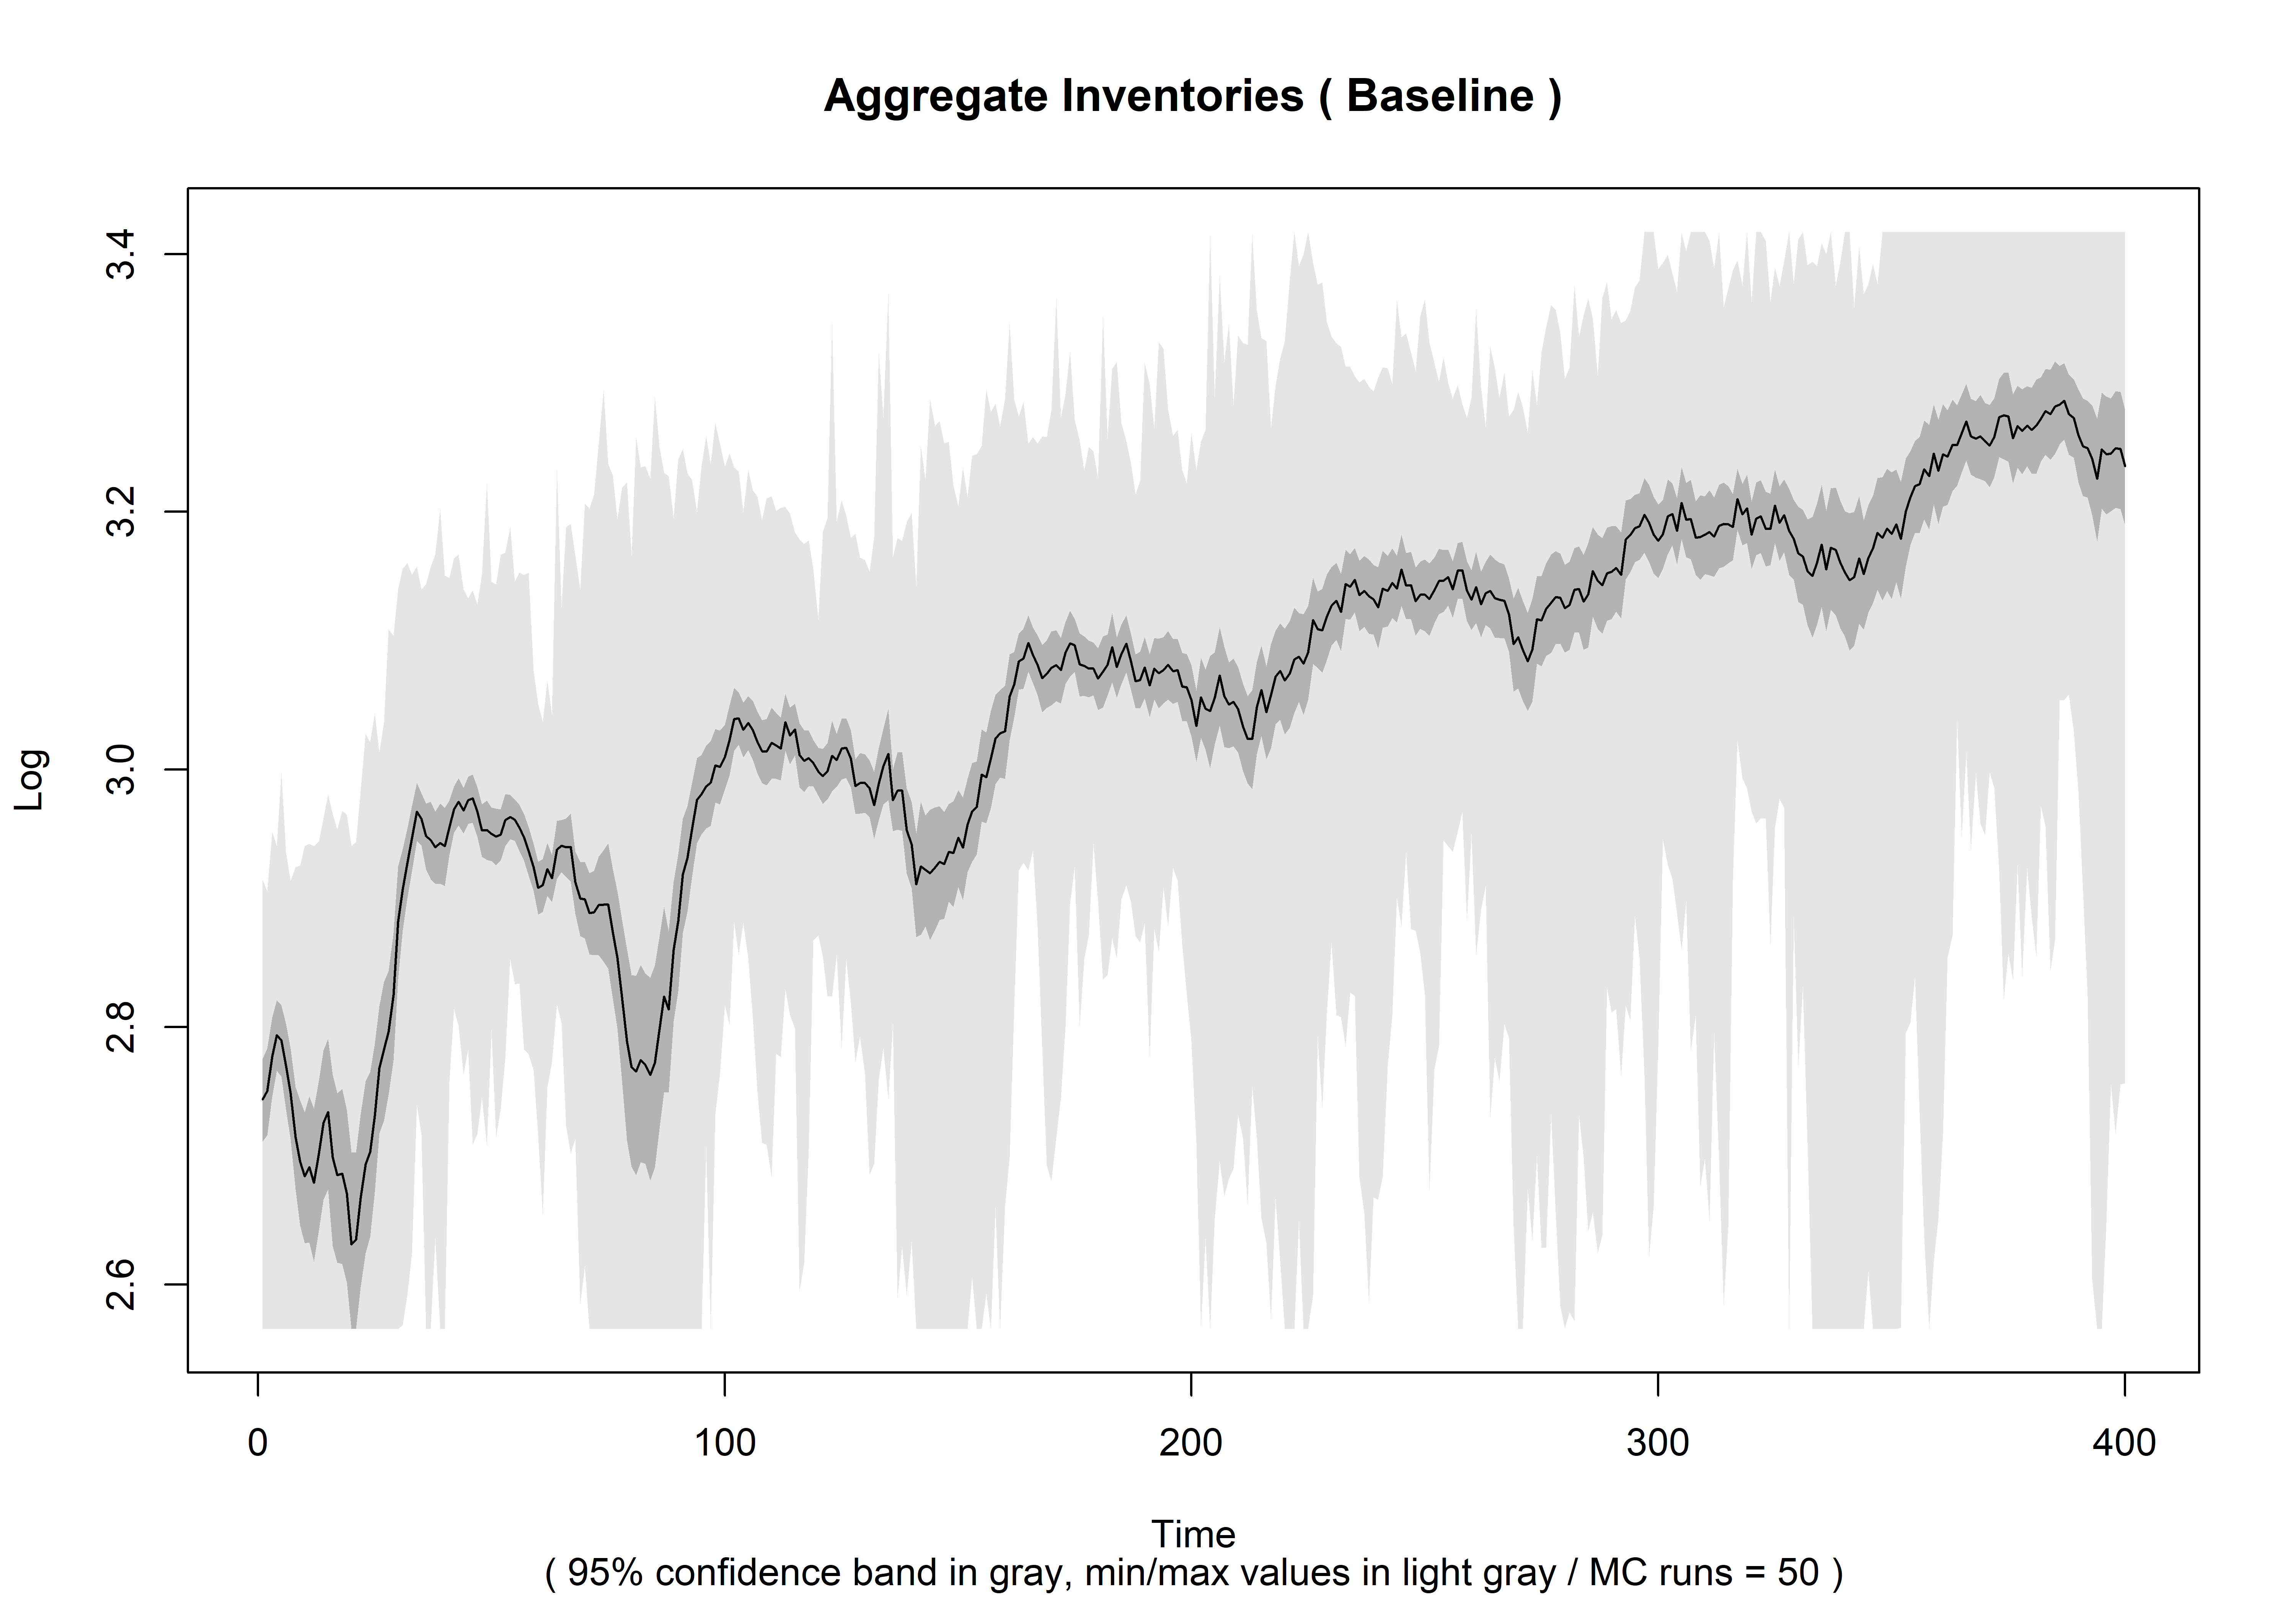 Aggregate Inventories ( Baseline )
Log
3.4
3.2
3.0
2.8
2.6
0 100 200 300 400
Time
( 95% confidence band in gray, min/max values in light gray / MC runs = 50 )